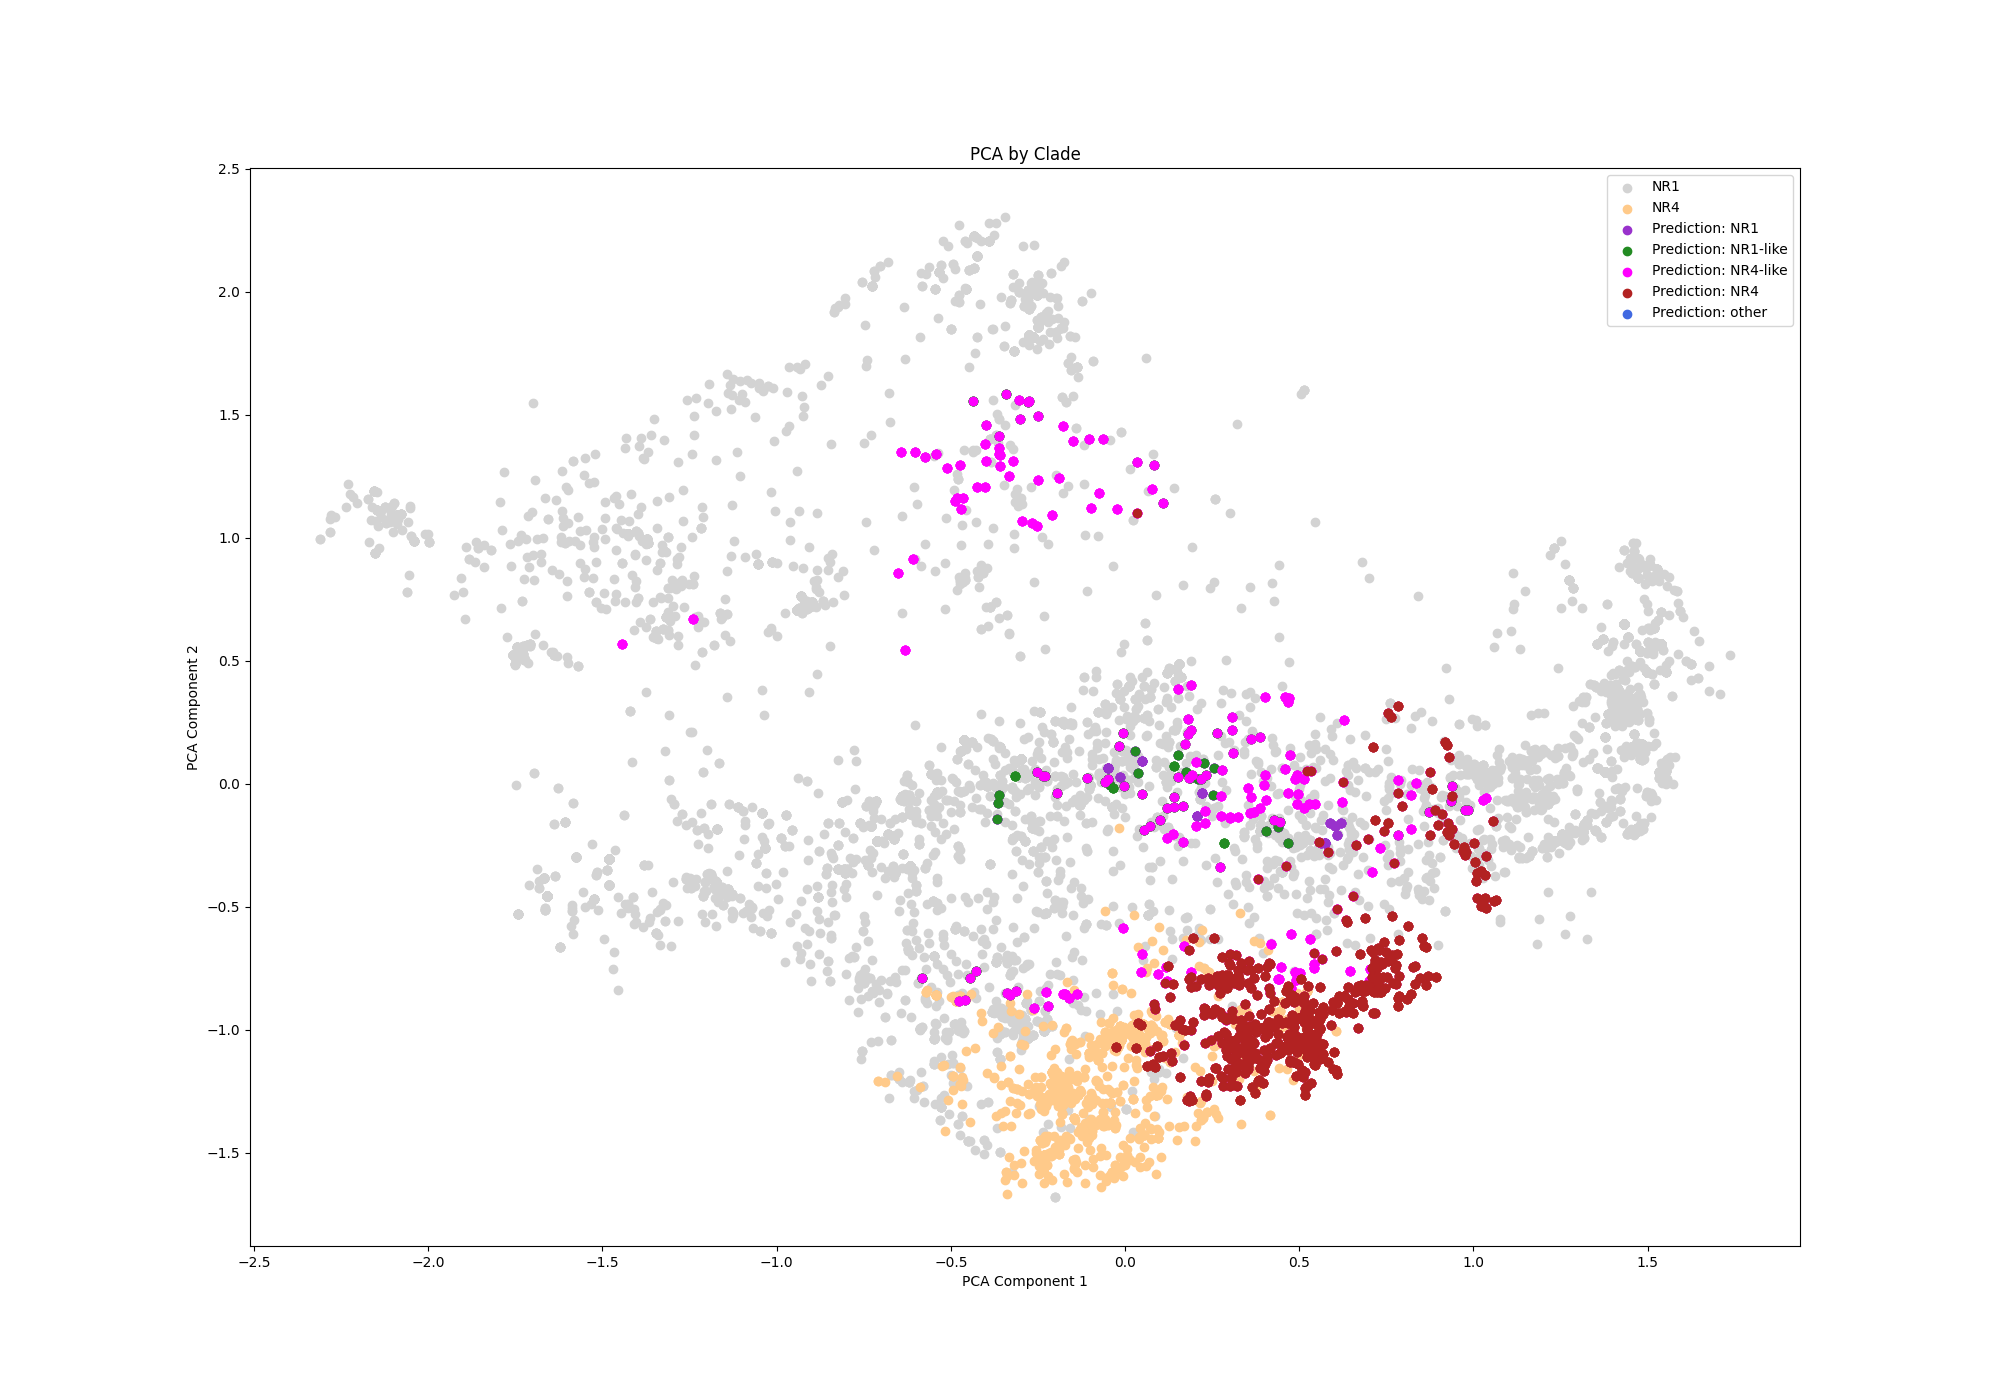 PCA by Clade
NR1
NR4
Prediction: NR1
Prediction: NR1-like
Prediction: NR4-like
Prediction: NR4
Prediction: other
2.5
2.0
1.5
1.0
0.5
0.0
−0.5
−1.0
−1.5
PCA Component 2
−2.5 −2.0 −1.5 −1.0 −0.5 0.0 0.5 1.0 1.5
PCA Component 1